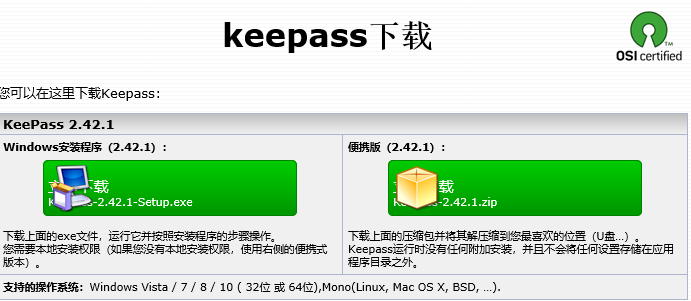 keepass下载
OSI certified
TM
您可以在这里下载Keepass:
KeePass 2.42.1
Windows安装程序（2.42.1）:
下载
-2.42.1-Setup.exe
下面上面的exe文件，运行它并按照安装程序的步骤操作。
您需要本地安装权限（如果您没有本地安装权限，使用右侧的便携式
版本）。
便携版（2.42.1）:
下载
-2.42.1.zip
下载上面的压缩包并将其解压缩到您最喜欢的位置（U盘...）。
Keepass运行时没有任何附加安装，并且不会将任何设置存储在应用
程序目录之外。
支持的操作系统: Windows Vista / 7 / 8 / 10 ( 32位 或 64位),Mono(Linux, Mac OS X, BSD, ...).